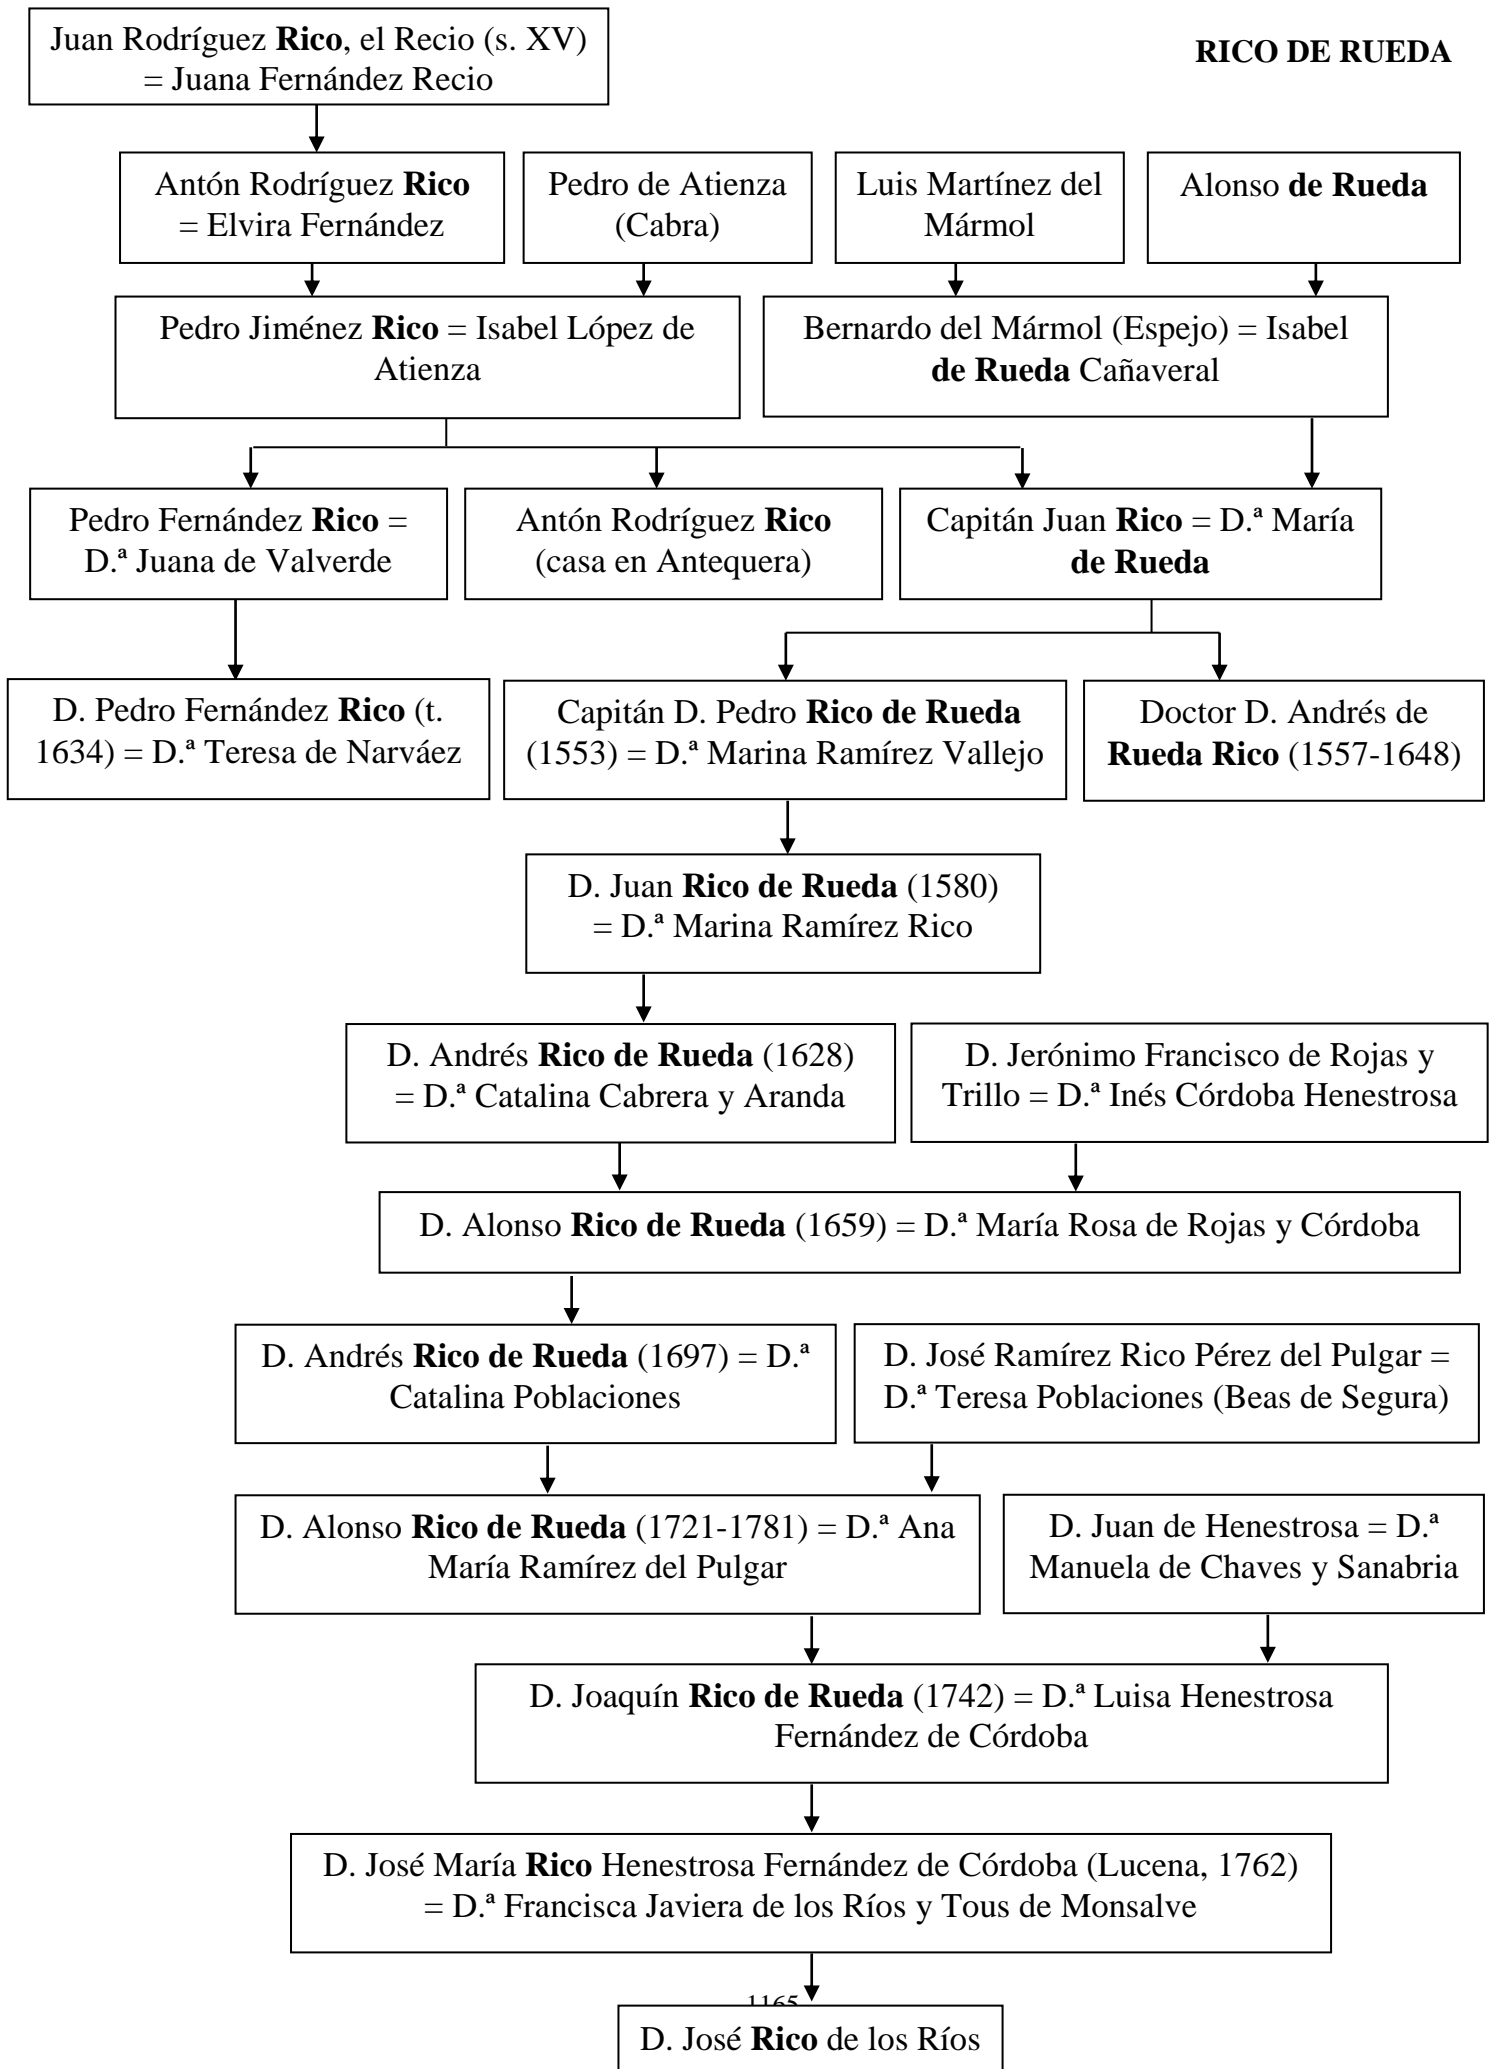 RICO DE RUEDA
Juan Rodríguez Rico, el Recio (s. XV)
= Juana Fernández Recio
Antón Rodríguez Rico
= Elvira Fernández
Pedro de Atienza
(Cabra)
Luis Martínez del
Mármol
Alonso de Rueda
Pedro Jiménez Rico = Isabel López de
Atienza
Bernardo del Mármol (Espejo) = Isabel
de Rueda Cañaveral
Pedro Fernández Rico =
D.ª Juana de Valverde
Antón Rodríguez Rico
(casa en Antequera)
Capitán Juan Rico = D.ª María
de Rueda
D. Pedro Fernández Rico (t.
1634) = D.ª Teresa de Narváez
Capitán D. Pedro Rico de Rueda
(1553) = D.ª Marina Ramírez Vallejo
Doctor D. Andrés de
Rueda Rico (1557-1648)
D. Juan Rico de Rueda (1580)
= D.ª Marina Ramírez Rico
D. Andrés Rico de Rueda (1628)
= D.ª Catalina Cabrera y Aranda
D. Jerónimo Francisco de Rojas y
Trillo = D.ª Inés Córdoba Henestrosa
D. Alonso Rico de Rueda (1659) = D.ª María Rosa de Rojas y Córdoba
D. Andrés Rico de Rueda (1697) = D.ª
Catalina Poblaciones
D. José Ramírez Rico Pérez del Pulgar =
D.ª Teresa Poblaciones (Beas de Segura)
D. Alonso Rico de Rueda (1721-1781) = D.ª Ana
María Ramírez del Pulgar
D. Juan de Henestrosa = D.ª
Manuela de Chaves y Sanabria
D. Joaquín Rico de Rueda (1742) = D.ª Luisa Henestrosa
Fernández de Córdoba
D. José María Rico Henestrosa Fernández de Córdoba (Lucena, 1762)
= D.ª Francisca Javiera de los Ríos y Tous de Monsalve
1165
D. José Rico de los Ríos